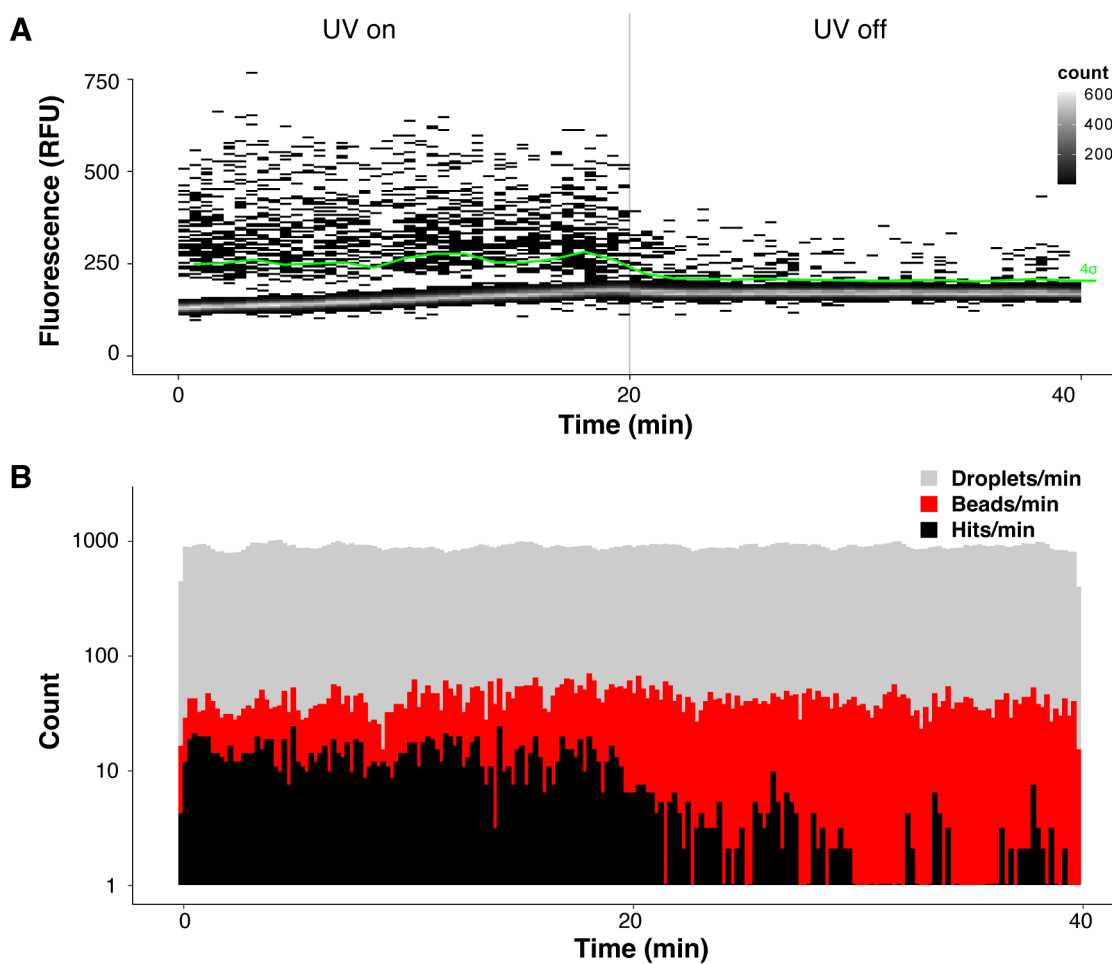 A
UV on
UV off
Fluorescence (RFU)
750
500
250
0
count
600
400
200
4σ
0
20
40
Time (min)
B
Droplets/min
Beads/min
Hits/min
Count
1000
100
10
1
0
20
40
Time (min)